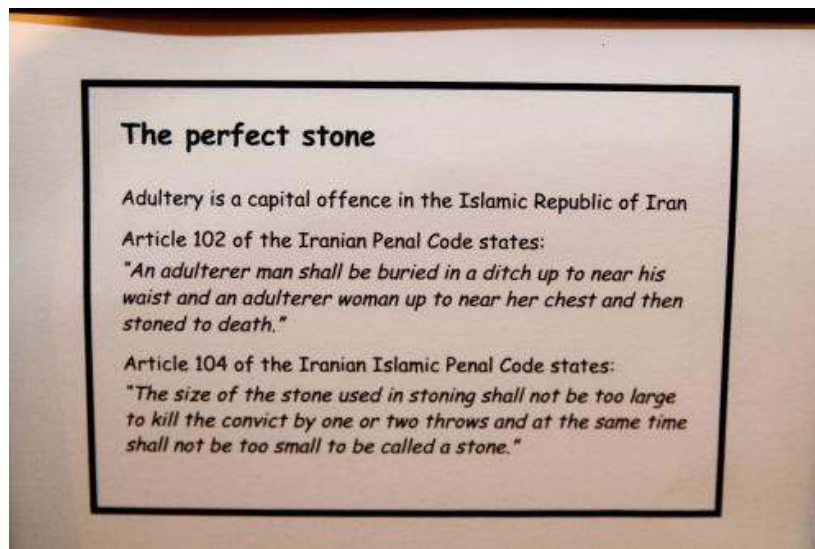 The perfect stone
Adultery is a capital offence in the Islamic Republic of Iran
Article 102 of the Iranian Penal Code states:
"An adulterer man shall be buried in a ditch up to near his
waist and an adulterer woman up to near her chest and then
stoned to death."
Article 104 of the Iranian Islamic Penal Code states:
"The size of the stone used in stoning shall not be too large
to kill the convict by one or two throws and at the same time
shall not be too small to be called a stone."